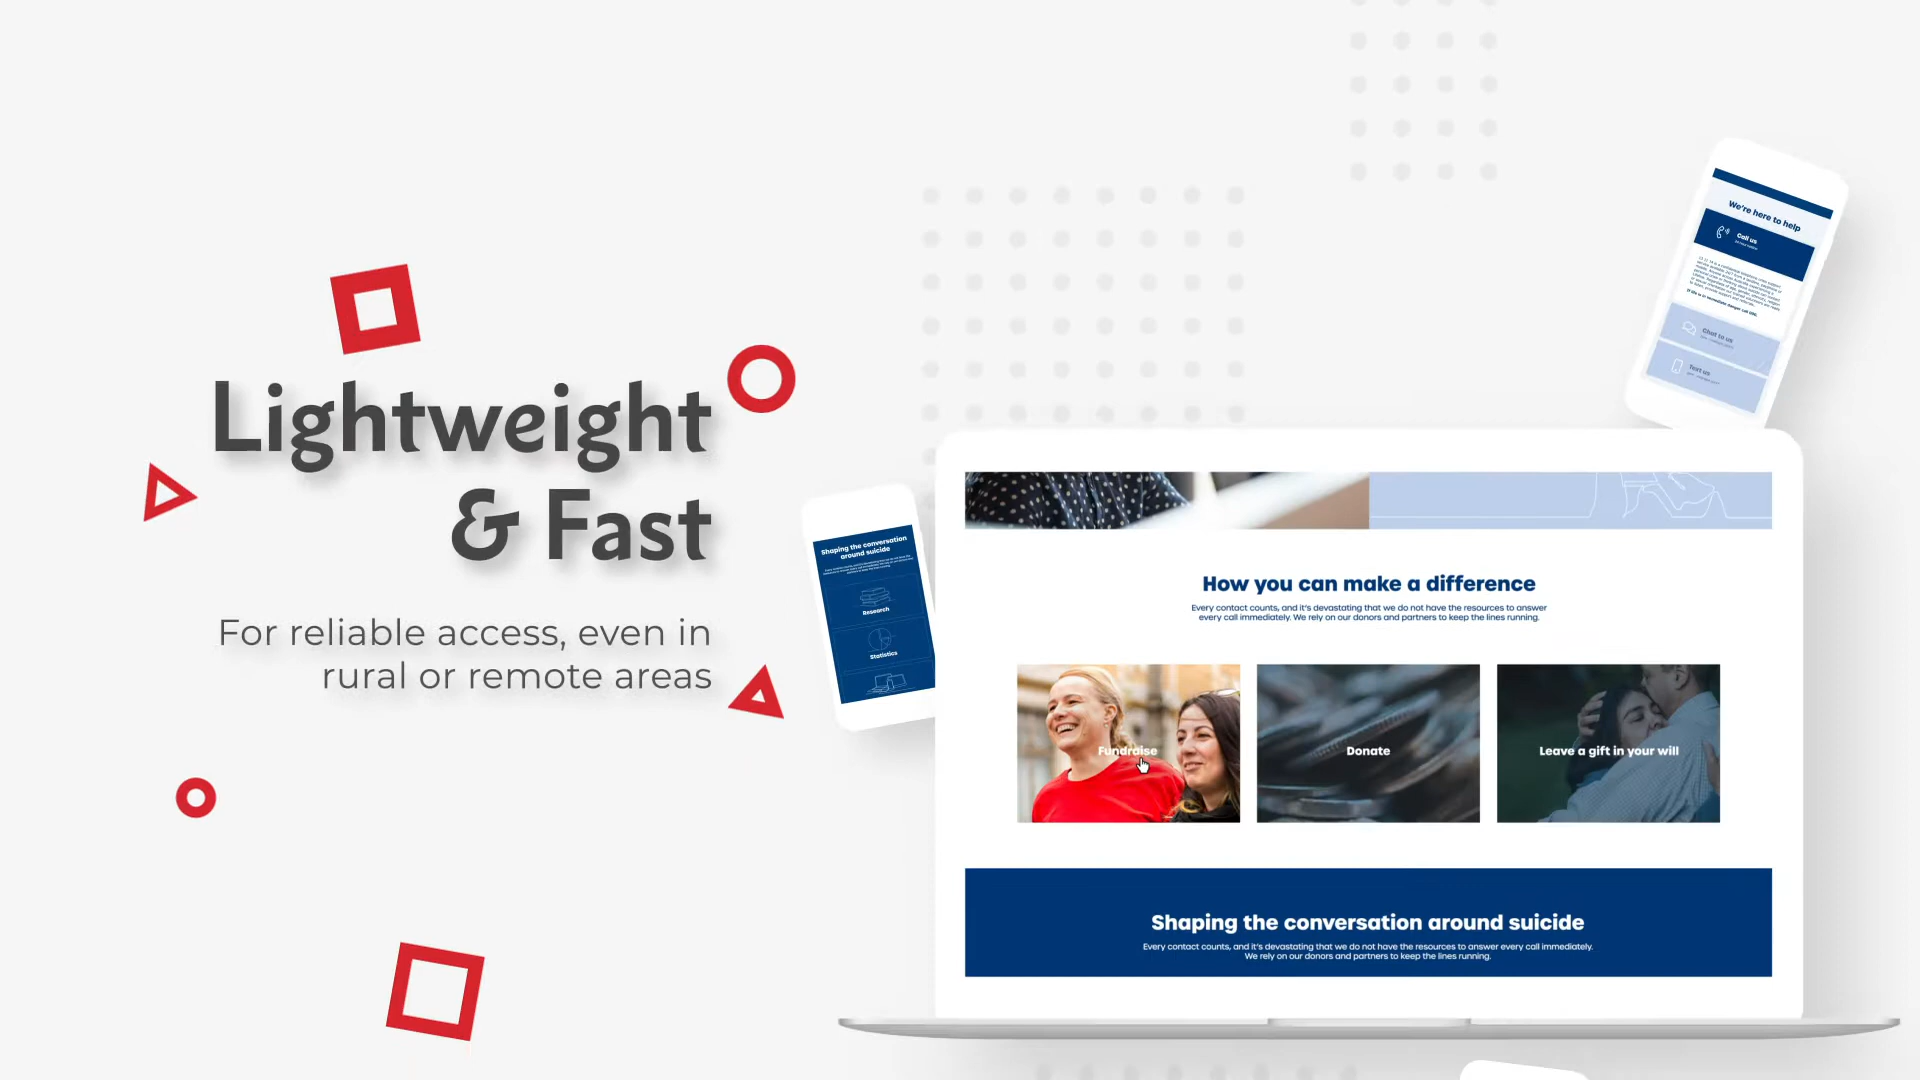 Lightweight
& Fast
For reliable access, even in
rural or remote areas
Shaping the conversation
around suicide
Research
Statistics
We're here to help
Call us
Chat to us
Text us
How you can make a difference
Every contact counts, and it's devastating that we do not have the resources to answer
every call immediately. We rely on our donors and partners to keep the lines running.
Fundraise
Donate
Leave a gift in your will
Shaping the conversation around suicide
Every contact counts, and it's devastating that we do not have the resources to answer every call immediately.
We rely on our donors and partners to keep the lines running.